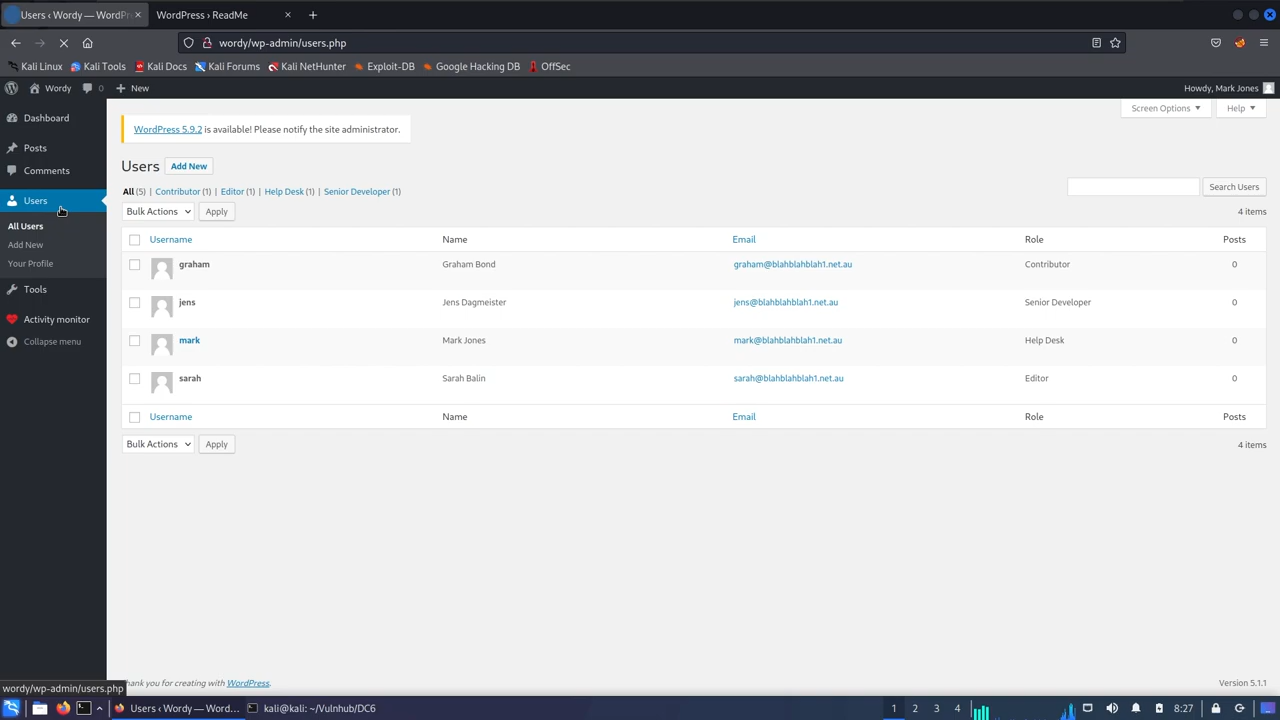 Users ‹ Wordy — WordPr
WordPress › ReadMe
wordy/wp-admin/users.php
Kali Linux
Kali Tools
Kali Docs
Kali Forums
Kali NetHunter
Exploit-DB
Google Hacking DB
OffSec
Wordy
0
New
Howdy, Mark Jones
Dashboard
Posts
Comments
Users
All Users
Add New
Your Profile
Tools
Activity monitor
Collapse menu
Screen Options
Help
WordPress 5.9.2 is available! Please notify the site administrator.
Users
Add New
All (5) | Contributor (1) | Editor (1) | Help Desk (1) | Senior Developer (1)
Search Users
Bulk Actions
Apply
4 items
Username Name Email Role Posts
graham Graham Bond graham@blahblahblah1.net.au Contributor 0
jens Jens Dagmeister jens@blahblahblah1.net.au Senior Developer 0
mark Mark Jones mark@blahblahblah1.net.au Help Desk 0
sarah Sarah Balin sarah@blahblahblah1.net.au Editor 0
Username Name Email Role Posts
Bulk Actions
Apply
4 items
hank you for creating with WordPress.
Version 5.1.1
wordy/wp-admin/users.php
Users ‹ Wordy — Wor...
kali@kali: ~/Vulnhub/DC6
1 2 3 4
8:27